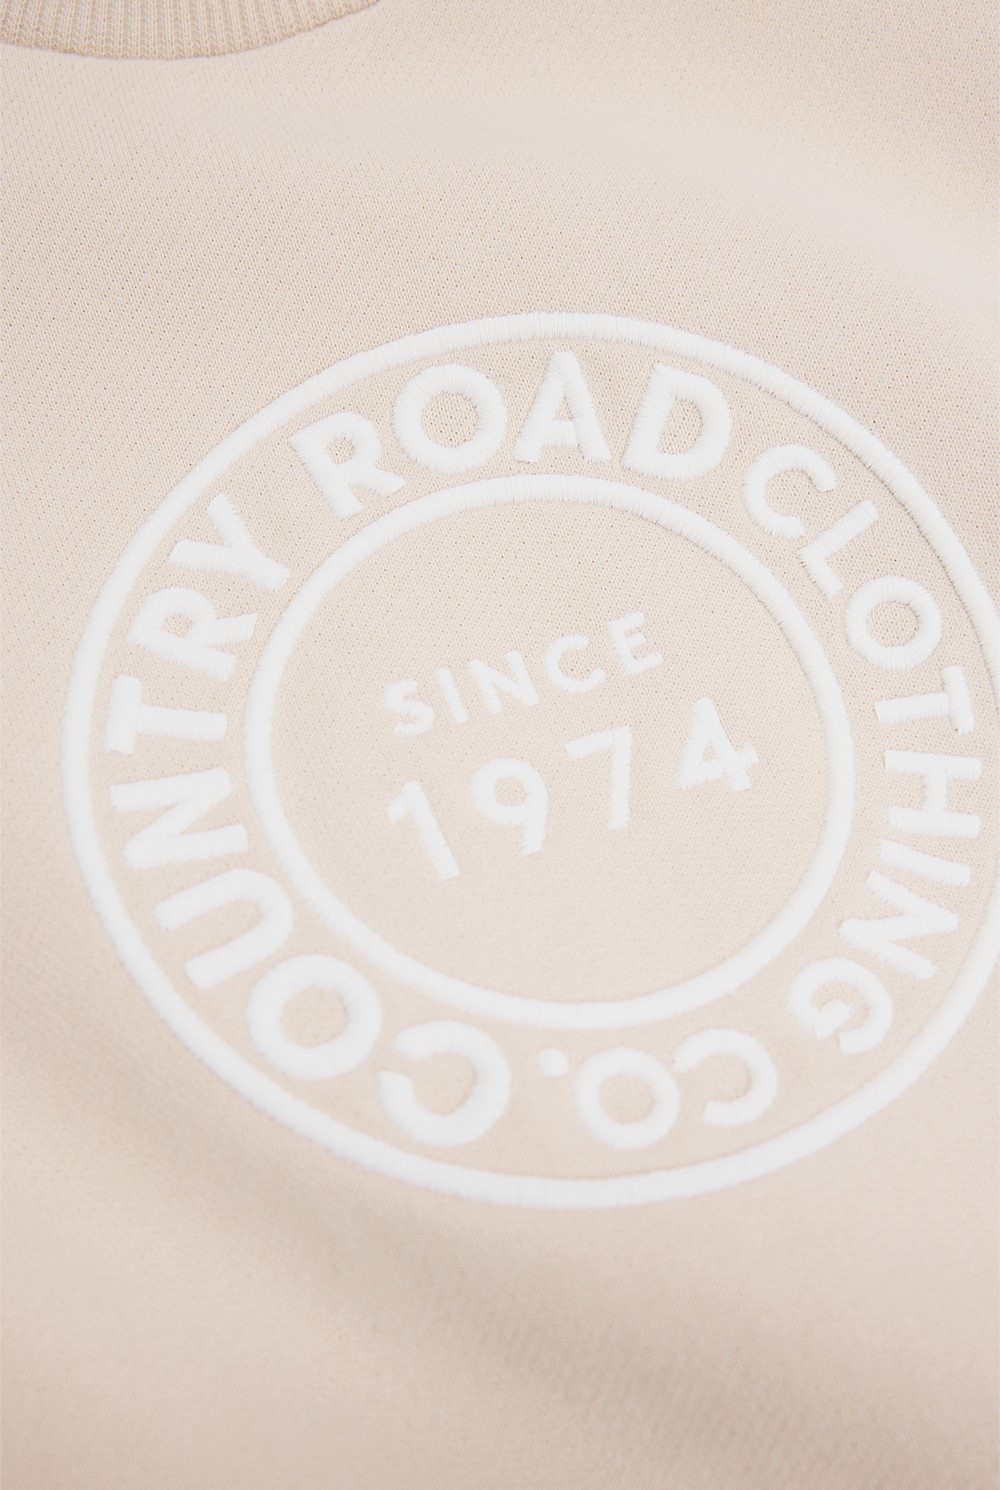 COUNTRY ROAD CLOTHING CO.
SINCE
1974